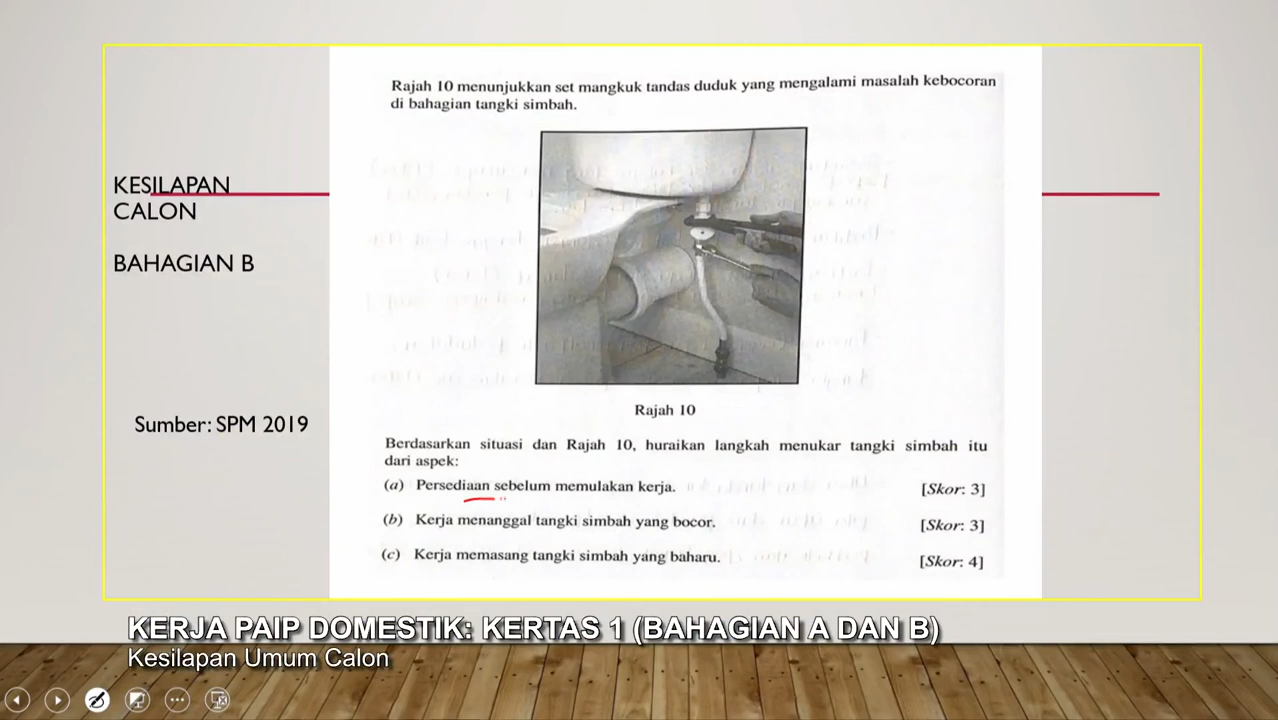 Rajah 10 menunjukkan set mangkuk tandas duduk yang mengalami masalah kebocoran
di bahagian tangki simbah.
KESILAPAN
CALON
BAHAGIAN B
Sumber: SPM 2019
Rajah 10
Berdasarkan situasi dan Rajah 10, huraikan langkah menukar tangki simbah itu
dari aspek:
(a) Persediaan sebelum memulakan kerja. [Skor: 3]
(b) Kerja menanggal tangki simbah yang bocor. [Skor: 3]
(c) Kerja memasang tangki simbah yang baharu. [Skor: 4]
KERJA PAIP DOMESTIK: KERTAS 1 (BAHAGIAN A DAN B)
Kesilapan Umum Calon